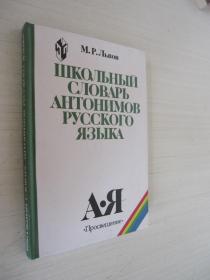 М.Р.Львов
ШКОЛЬНЫЙ
СЛОВАРЬ
АНТОНИМОВ
РУССКОГО
ЯЗЫКА
А·Я
«Просвещение»